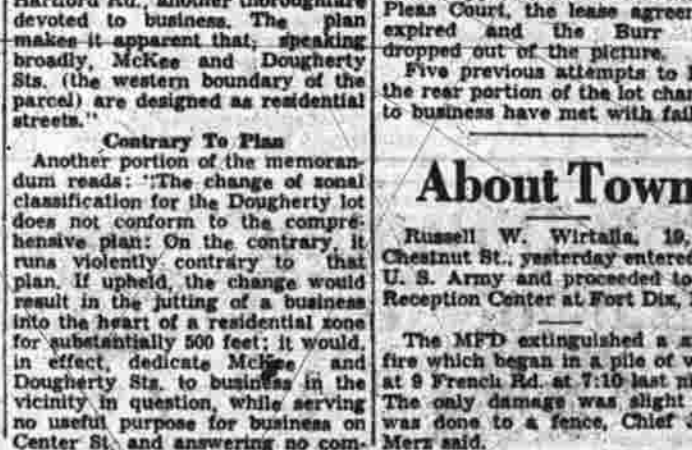 Hartford Rd., another thoroughfare
devoted to business. The plan
makes it apparent that, speaking
broadly, McKee and Dougherty
Sts. (the western boundary of the
parcel) are designed as residential
streets."
Contrary To Plan
Another portion of the memoran-
dum reads: "The change of zonal
classification for the Dougherty lot
does not conform to the compre-
hensive plan: On the contrary, it
runs violently contrary to that
plan. If upheld, the change would
result in the jutting of a business
into the heart of a residential zone
for substantially 500 feet; it would,
in effect, dedicate McKee and
Dougherty Sts. to business in the
vicinity in question, while serving
no useful purpose for business on
Center St. and answering no com-
Pleas Court, the lease agreem
expired and the Burr
dropped out of the picture.
Five previous attempts to
the rear portion of the lot chan
to business have met with fail
About Town
Russell W. Wirtalla, 19,
Chestnut St., yesterday entered
U. S. Army and proceeded to
Reception Center at Fort Dix,
The MFD extinguished a
fire which began in a pile of
at 9 French Rd. at 7:10 last
The only damage was slight
was done to a fence, Chief
Merz said.